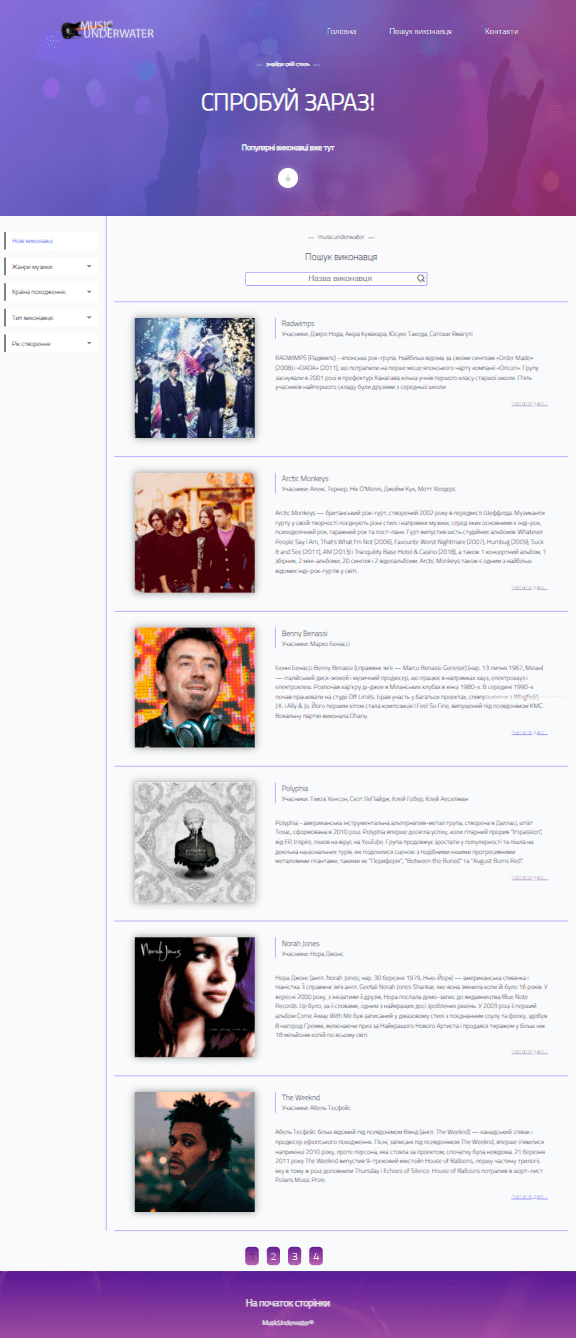 MUSIC
UNDERWATER
Головна
Пошук виконавця
Контакти
— знайди свій стиль —
СПРОБУЙ ЗАРАЗ!
Популярні виконавці вже тут
Нові виконавці
Жанри музики:
Країна походження:
Тип виконавця:
Рік створення:
— musicunderwater —
Пошук виконавця
Назва виконавця
Radwimps
Учасники: Дзиро Нода, Акіра Кувахара, Юсуке Такеда, Сатоши Ямагуті
RADWIMPS (Радвімпс) - японська рок-група. Найбільш відома за своїми синглам «Order Made»
(2008) і «DADA» (2011), що потрапили на перше місце японського чарту компанії «Oricon». Групу
заснували в 2001 році в префектурі Канагава кілька учнів першого класу старшої школи. П'ять
учасників найпершого складу були друзями з середньої школи
Arctic Monkeys
Учасники: Алекс Тернер, Нік О'Меллі, Джеймі Кук, Метт Хелдерс
Arctic Monkeys — британський рок-гурт, створений 2002 року в передмісті Шеффілда. Музиканти
гурту у своїй творчості поєднують різні стилі і напрямки музики, серед яких основними є інді-рок,
психоделічний рок, гаражний рок та пост-панк. Гурт випустив шість студійних альбомів: Whatever
People Say I Am, That's What I'm Not (2006), Favourite Worst Nightmare (2007), Humbug (2009), Suck
It and See (2011), AM (2013) і Tranquility Base Hotel & Casino (2018), а також 1 концертний альбом, 1
збірник, 2 міні-альбоми, 20 синглів і 2 відеоальбоми. Arctic Monkeys також є одним з найбільш
відомих інді-рок-гуртів у світі.
Benny Benassi
Учасники: Марко Бенассі
Бенні Бенассі Benny Benassi (справжнє ім'я — Marco Benassi Geneser) (нар. 13 липня 1967, Мілан)
— італійський диск-жокей і музичний продюсер, що працює в напрямках хауз, електрохауз і
електроклеш. Розпочав кар'єру ді-джея в Міланських клубах в кінці 1980-х. В середині 1990-х
почав працювати на студії Off Limits. Брав участь у багатьох проектах, співпрацюючи з Whigfield,
J.K. і Ally & Jo. Його першим хітом стала композиція I Feel So Fine, випущений під псевдонімом KMC.
Вокальну партію виконала Dhany.
Polyphia
Учасники: Тімоті Хенсон, Скот ЛеПайдж, Клей Гобер, Клей Аесхліман
Polyphia - американська інструментальна альтернатив-метал група, створена в Далласі, штат
Техас, сформована в 2010 році. Polyphia вперше досягла успіху, коли гітарний прорив "Impassion",
від EP, Inspire, пішов на вірус на YouTube. Група продовжує зростати у популярності та пішла на
декілька національних турів, які поділилися сценою з подібними іншими прогресивними
металевими гігантами, такими як "Периферія", "Between the Buried" та "August Burns Red".
Norah Jones
Norah Jones
Учасники: Нора Джонс
Нора Джонс (англ. Norah Jones; нар. 30 березня 1979, Нью-Йорк) — американська співачка і
піаністка. Її справжнє ім'я англ. Geetali Norah Jones Shankar, яке вона змінила коли їй було 16 років. У
вересні 2000 року, з ініціативи її друзів, Нора послала демо-запис до видавництва Blue Note
Records. Це було, за її словами, одним з найкращих досі зроблених рішень. У 2003 році її перший
альбом Come Away With Me був записаний у джазовому стилі з поєднанням соулу та фолку, здобув
8 нагород Греммі, включаючи приз за Найкращого Нового Артиста і продався тиражем у більш ніж
18 мільйонів копій по всьому світі.
The Weeknd
Учасники: Абель Тесфайє
Абель Тесфайє більш відомий під псевдонімом Вікнд (англ. The Weeknd) — канадський співак і
продюсер ефіопського походження. Пісні, записані під псевдонімом The Weeknd, вперше з'явилися
наприкінці 2010 року, проте персона, яка стояла за проектом, спочатку була невідома. 21 березня
2011 року The Weeknd випустив 9-трековий мікстейп House of Balloons, першу частину трилогії,
яку в тому ж році доповнили Thursday і Echoes of Silence. House of Balloons потрапив в шорт-лист
Polaris Music Prize.
1 2 3 4
На початок сторінки
MusicUnderwater®